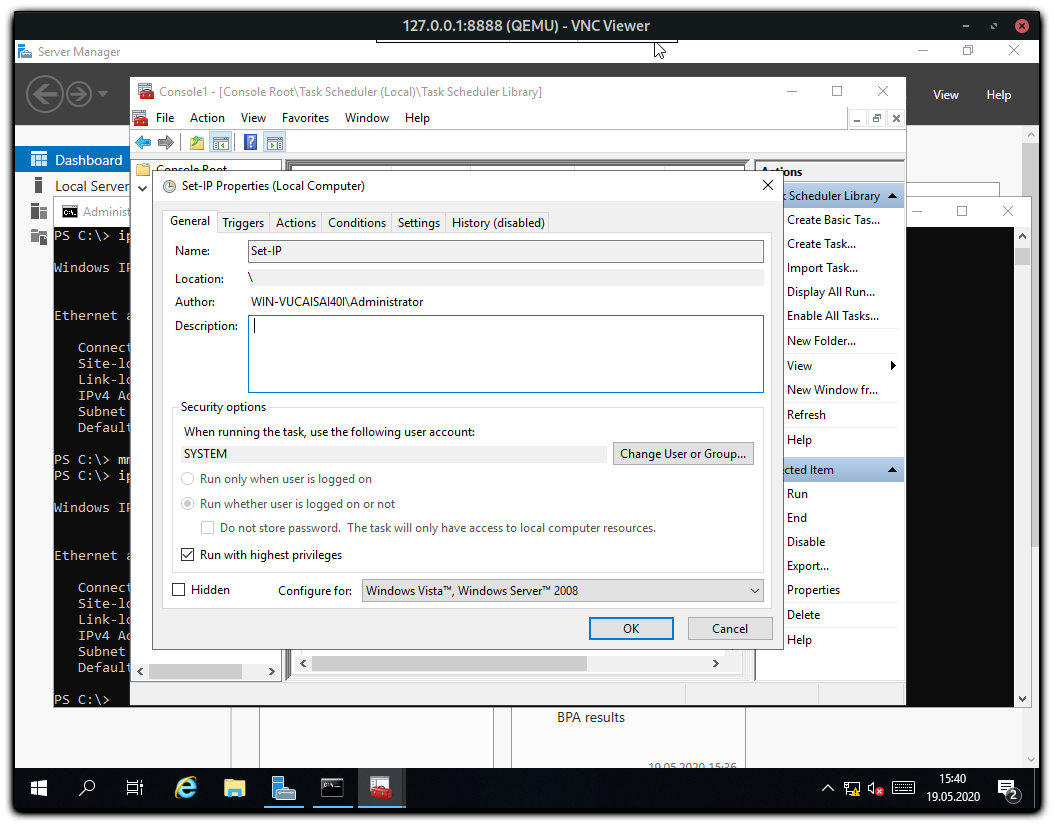 127.0.0.1:8888 (QEMU) - VNC Viewer
Server Manager
View Help
Console1 - [Console Root\Task Scheduler (Local)\Task Scheduler Library]
File Action View Favorites Window Help
Dashboard
Local Server
Console Root
Actions
Scheduler Library
Create Basic Tas...
Create Task...
Import Task...
Display All Run...
Enable All Tasks...
New Folder...
View
New Window fr...
Refresh
Help
Item
Run
End
Disable
Export...
Properties
Delete
Help
Set-IP Properties (Local Computer)
General Triggers Actions Conditions Settings History (disabled)
Name: Set-IP
Location: \
Author: WIN-VUCAISAI40I\Administrator
Description:
Security options
When running the task, use the following user account:
SYSTEM Change User or Group...
Run only when user is logged on
Run whether user is logged on or not
Do not store password. The task will only have access to local computer resources.
Run with highest privileges
Hidden Configure for: Windows Vista™, Windows Server™ 2008
OK Cancel
Administ
PS C:\> ip
Windows IP
Ethernet a
Connect
Site-lo
Link-lo
IPv4 Ad
Subnet
Default
PS C:\> mm
PS C:\> ip
Windows IP
Ethernet a
Connect
Site-lo
Link-lo
IPv4 Ad
Subnet
Default
PS C:\>
BPA results
19.05.2020 15:36
15:40
19.05.2020
2